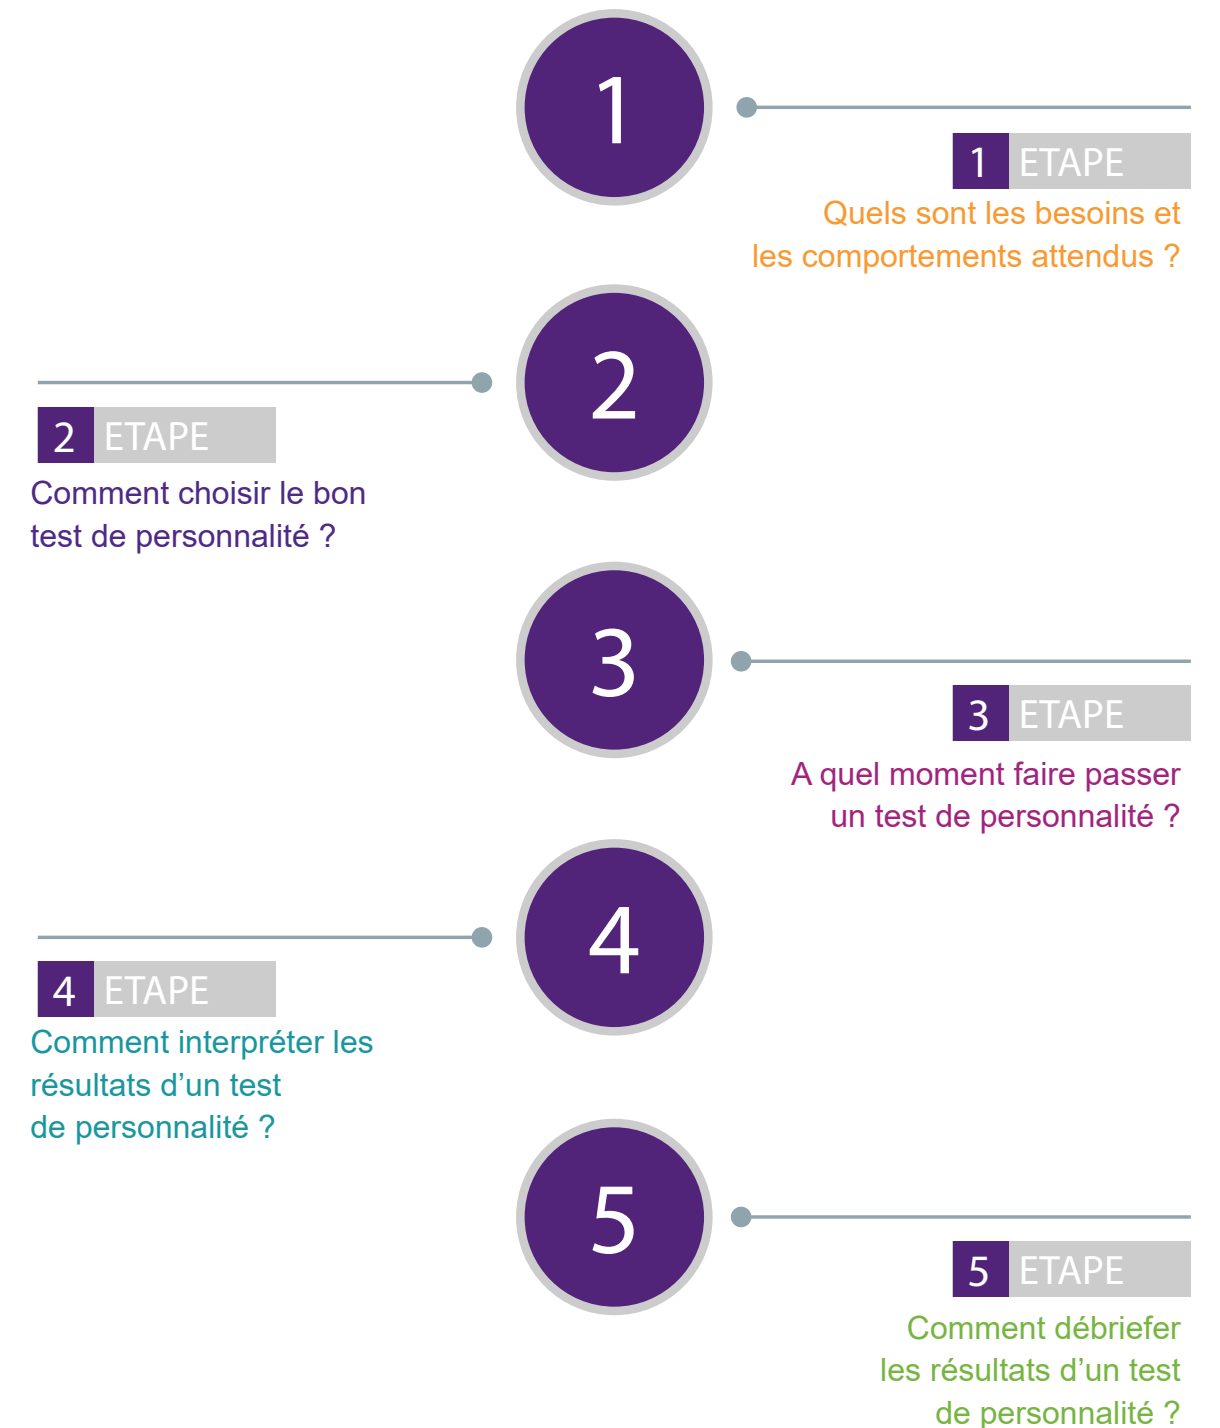 1
1 ETAPE
Quels sont les besoins et
les comportements attendus ?
2
2 ETAPE
Comment choisir le bon
test de personnalité ?
3
3 ETAPE
A quel moment faire passer
un test de personnalité ?
4
4 ETAPE
Comment interpréter les
résultats d’un test
de personnalité ?
5
5 ETAPE
Comment débriefer
les résultats d’un test
de personnalité ?